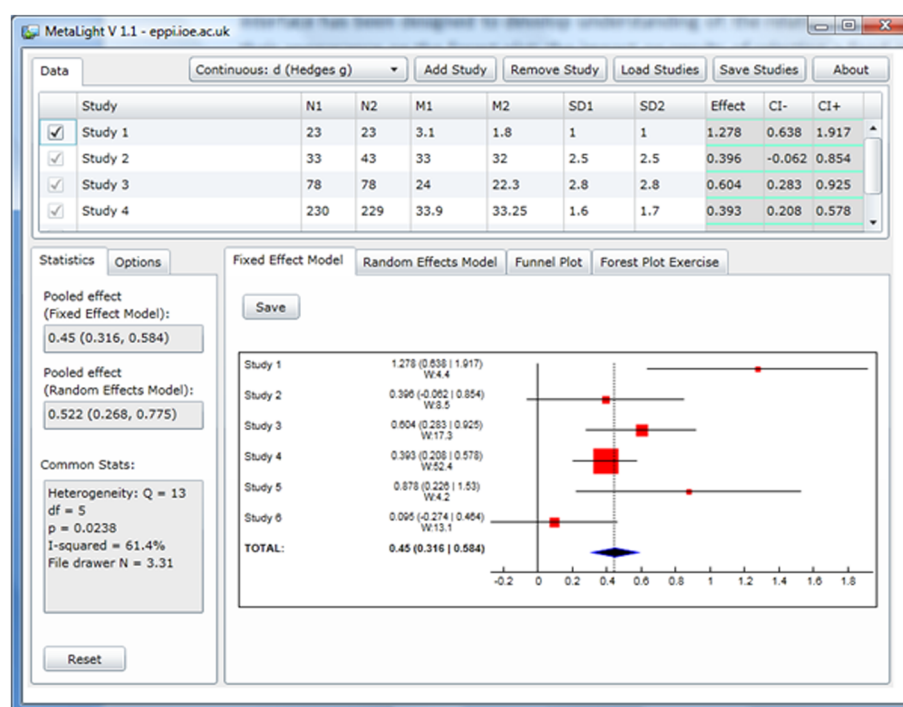 MetaLight V 1.1 - eppi.ioe.ac.uk
Data Continuous: d (Hedges g) Add Study Remove Study Load Studies Save Studies About
Study N1 N2 M1 M2 SD1 SD2 Effect CI- CI+
Study 1 23 23 3.1 1.8 1 1 1.278 0.638 1.917
Study 2 33 43 33 32 2.5 2.5 0.396 -0.062 0.854
Study 3 78 78 24 22.3 2.8 2.8 0.604 0.283 0.925
Study 4 230 229 33.9 33.25 1.6 1.7 0.393 0.208 0.578
Statistics Options
Pooled effect
(Fixed Effect Model):
0.45 (0.316, 0.584)
Pooled effect
(Random Effects Model):
0.522 (0.268, 0.775)
Common Stats:
Heterogeneity: Q = 13
df = 5
p = 0.0238
I-squared = 61.4%
File drawer N = 3.31
Reset
Fixed Effect Model Random Effects Model Funnel Plot Forest Plot Exercise
Save
Study 1 1.278 (0.638 | 1.917)
W:4.4
Study 2 0.396 (-0.062 | 0.854)
W:8.5
Study 3 0.604 (0.283 | 0.925)
W:17.3
Study 4 0.393 (0.208 | 0.578)
W:52.4
Study 5 0.878 (0.226 | 1.53)
W:4.2
Study 6 0.095 (-0.274 | 0.464)
W:13.1
TOTAL: 0.45 (0.316 | 0.584)
-0.2 0 0.2 0.4 0.6 0.8 1 1.2 1.4 1.6 1.8